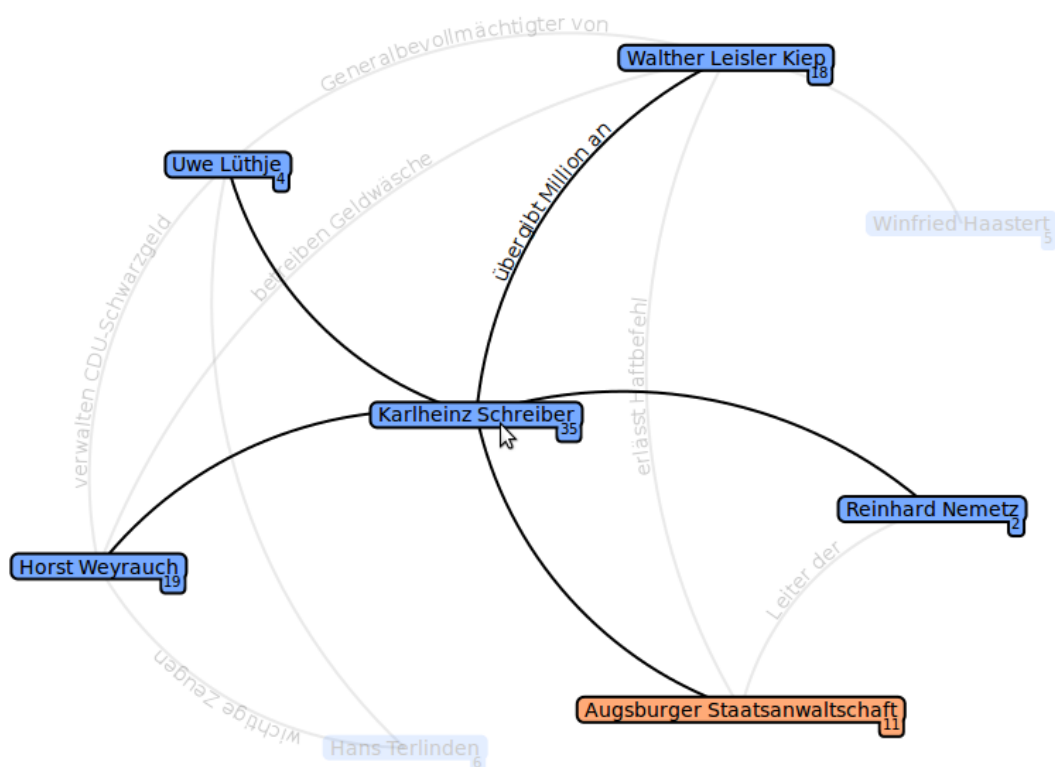 Generalbevollmächtigter von
Walther Leisler Kiep
18
übergibt Million an
Uwe Lüthje
4
betreiben Geldwäsche
Winfried Haastert
5
verwalten CDU-Schwarzgeld
erlässt Haftbefehl
Karlheinz Schreiber
35
Reinhard Nemetz
2
Horst Weyrauch
19
Leiter der
wichtige Zeugen
Augsburger Staatsanwaltschaft
11
Hans Terlinden
6